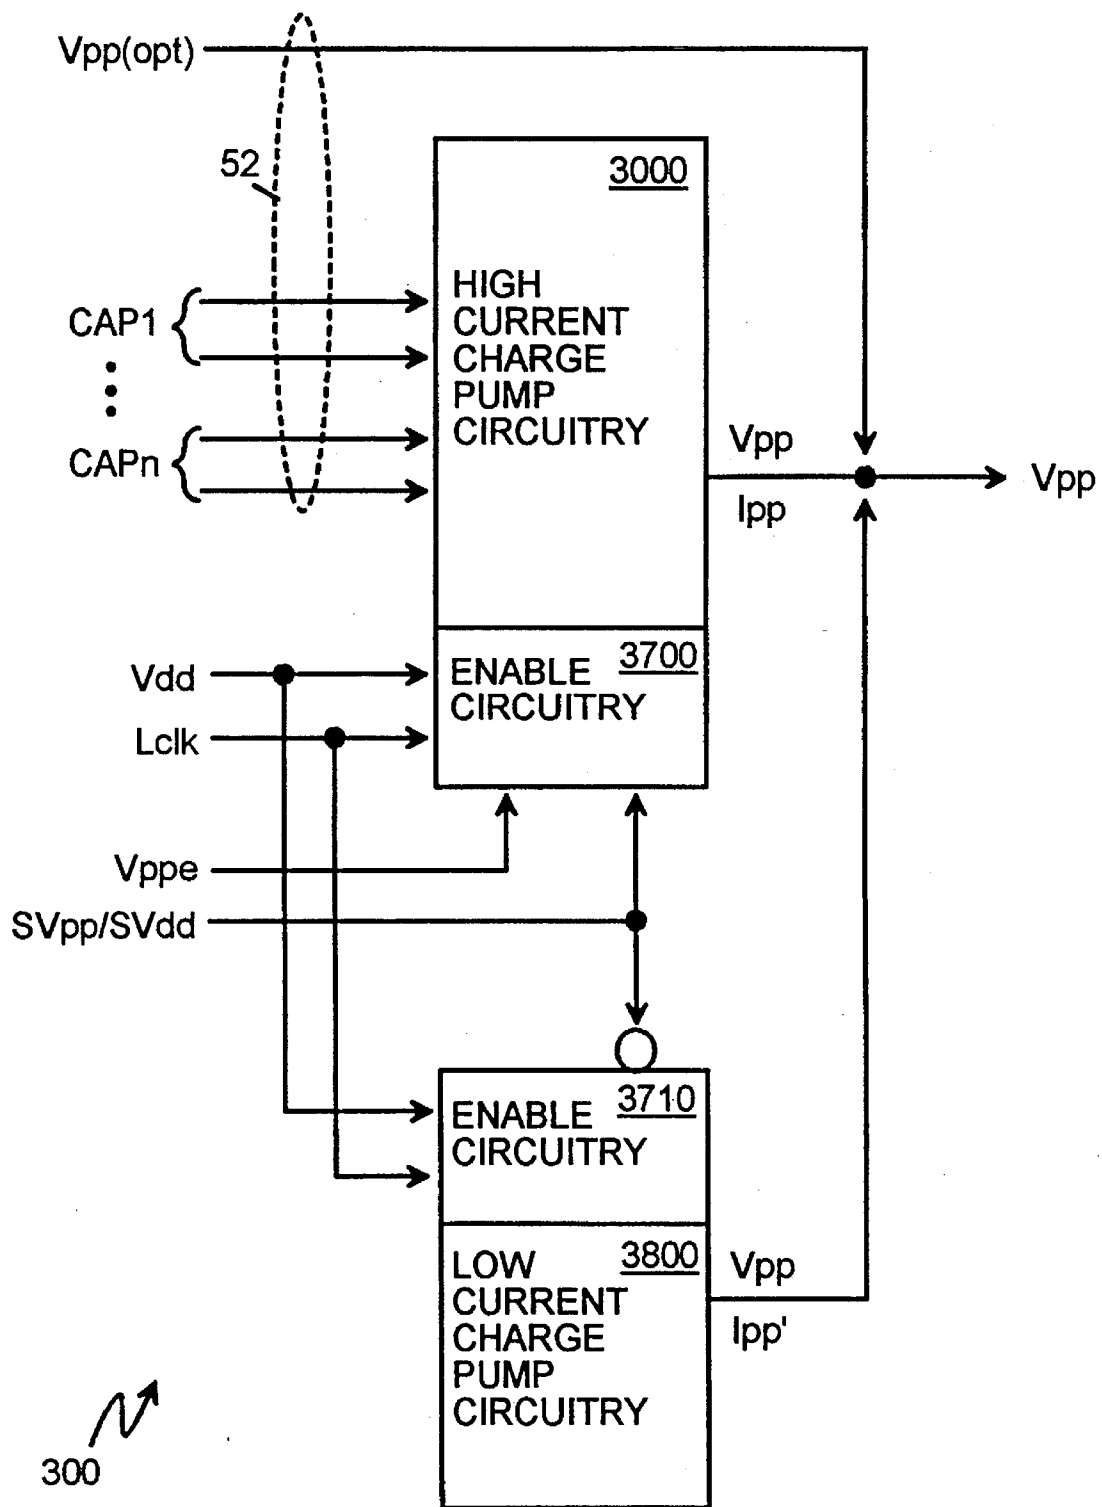 Vpp(opt)
52
3000
HIGH
CURRENT
CHARGE
PUMP
CIRCUITRY
CAP1
CAPn
Vpp
Ipp
Vpp
3700
ENABLE
CIRCUITRY
Vdd
Lclk
Vppe
SVpp/SVdd
3710
ENABLE
CIRCUITRY
3800
LOW
CURRENT
CHARGE
PUMP
CIRCUITRY
Vpp
Ipp'
300